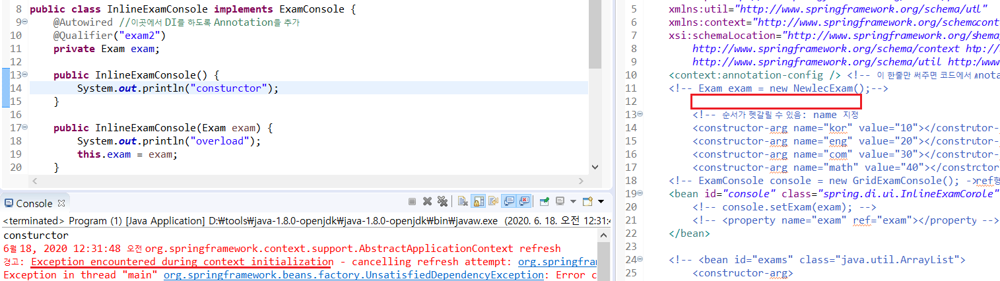 8 public class InlineExamConsole implements ExamConsole {
9 @Autowired //이곳에서 DI를 하도록 Annotation을 추가
10 @Qualifier("exam2")
11 private Exam exam;
12
13 public InlineExamConsole() {
14 System.out.println("consturctor");
15 }
16
17 public InlineExamConsole(Exam exam) {
18 System.out.println("overload");
19 this.exam = exam;
20 }
Console
<terminated> Program (1) [Java Application] D:₩tools₩java-1.8.0-openjdk₩java-1.8.0-openjdk₩bin₩javaw.exe (2020. 6. 18. 오전 12:31:4
consturctor
6월 18, 2020 12:31:48 오전 org.springframework.context.support.AbstractApplicationContext refresh
경고: Exception encountered during context initialization - cancelling refresh attempt: org.springfra
Exception in thread "main" org.springframework.beans.factory.UnsatisfiedDependencyException: Error c
5 xmlns:util="http://www.springframework.org/schema/utl"
6 xmlns:context="http://www.springframework.org/schemacont
7 xsi:schemaLocation="http://www.springframework.org/shema/
8 http://www.springframework.org/schema/context htp://
9 http://www.springframework.org/schema/util http:/www
10 <context:annotation-config /> <!-- 이 한줄만 써주면 코드에서 Annota
11 <!-- Exam exam = new NewlecExam();-->
12
13 <!-- 순서가 헷갈릴 수 있음: name 지정
14 <constructor-arg name="kor" value="10"></construtor-
15 <constructor-arg name="eng" value="20"></construtor-
16 <constructor-arg name="com" value="30"></construtor-
17 <constructor-arg name="math" value="40"></constrctor
18 <!-- ExamConsole console = new GridExamConsole(); ->ref형
19 <bean id="console" class="spring.di.ui.InlineExamConole"
20 <!-- console.setExam(exam); -->
21 <!-- <property name="exam" ref="exam"></property -->
22 </bean>
23
24 <!-- <bean id="exams" class="java.util.ArrayList">
25 <constructor-arg>